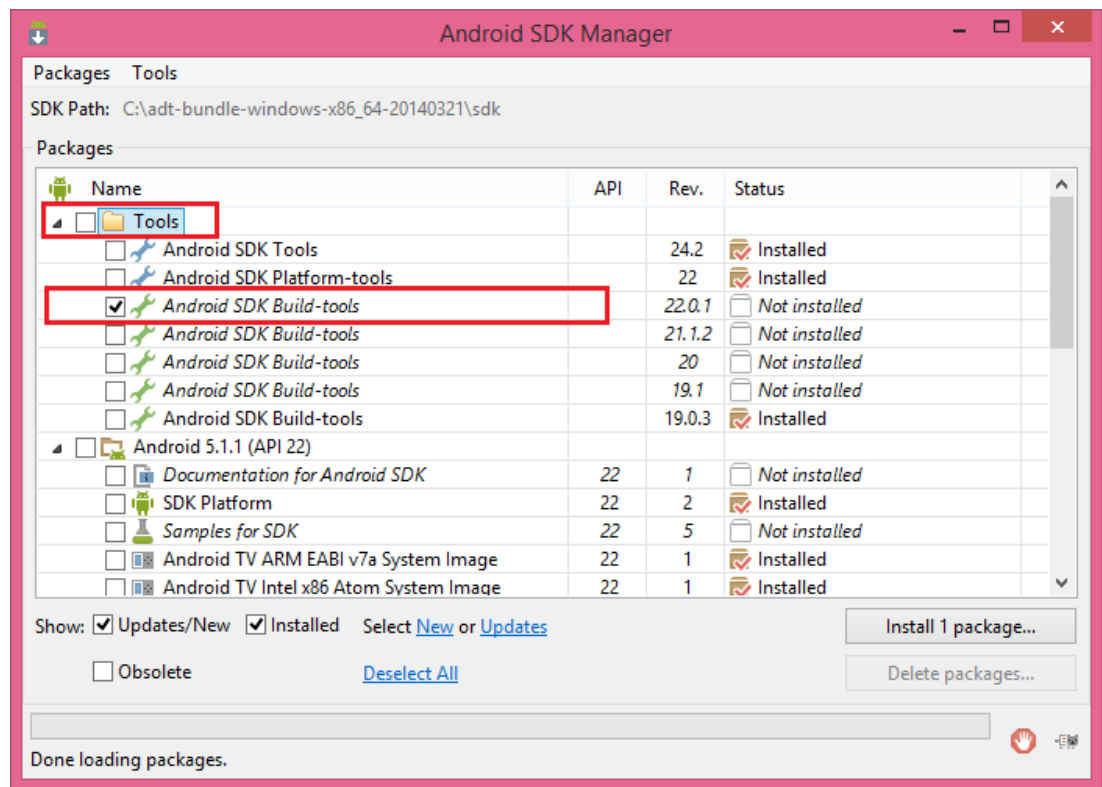 Android SDK Manager
Packages Tools
SDK Path: C:\adt-bundle-windows-x86_64-20140321\sdk
Packages
Name API Rev. Status
Tools
Android SDK Tools 24.2 Installed
Android SDK Platform-tools 22 Installed
Android SDK Build-tools 22.0.1 Not installed
Android SDK Build-tools 21.1.2 Not installed
Android SDK Build-tools 20 Not installed
Android SDK Build-tools 19.1 Not installed
Android SDK Build-tools 19.0.3 Installed
Android 5.1.1 (API 22)
Documentation for Android SDK 22 1 Not installed
SDK Platform 22 2 Installed
Samples for SDK 22 5 Not installed
Android TV ARM EABI v7a System Image 22 1 Installed
Android TV Intel x86 Atom System Image 22 1 Installed
Show: Updates/New Installed Select New or Updates Install 1 package...
Obsolete Deselect All Delete packages...
Done loading packages.